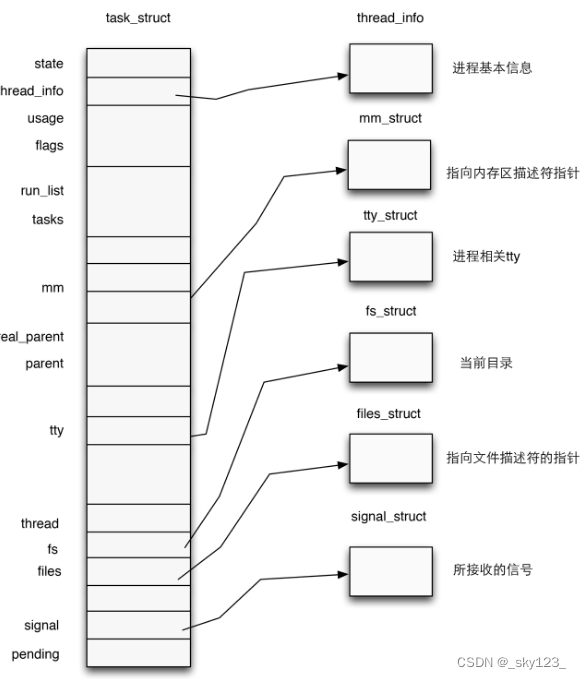 task_struct
thread_info
state
hread_info
usage
flags
run_list
tasks
mm
eal_parent
parent
tty
thread
fs
files
signal
pending
进程基本信息
mm_struct
指向内存区描述符指针
tty_struct
进程相关tty
fs_struct
当前目录
files_struct
指向文件描述符的指针
signal_struct
所接收的信号
CSDN @_sky123_